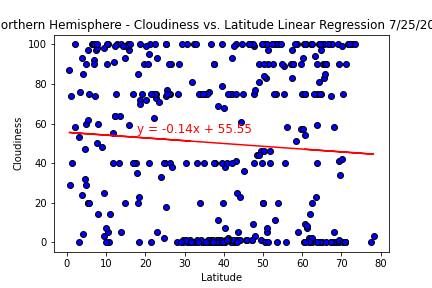 orthern Hemisphere - Cloudiness vs. Latitude Linear Regression 7/25/20
100
80
60
40
20
0
Cloudiness
y = -0.14x + 55.55
0 10 20 30 40 50 60 70 80
Latitude